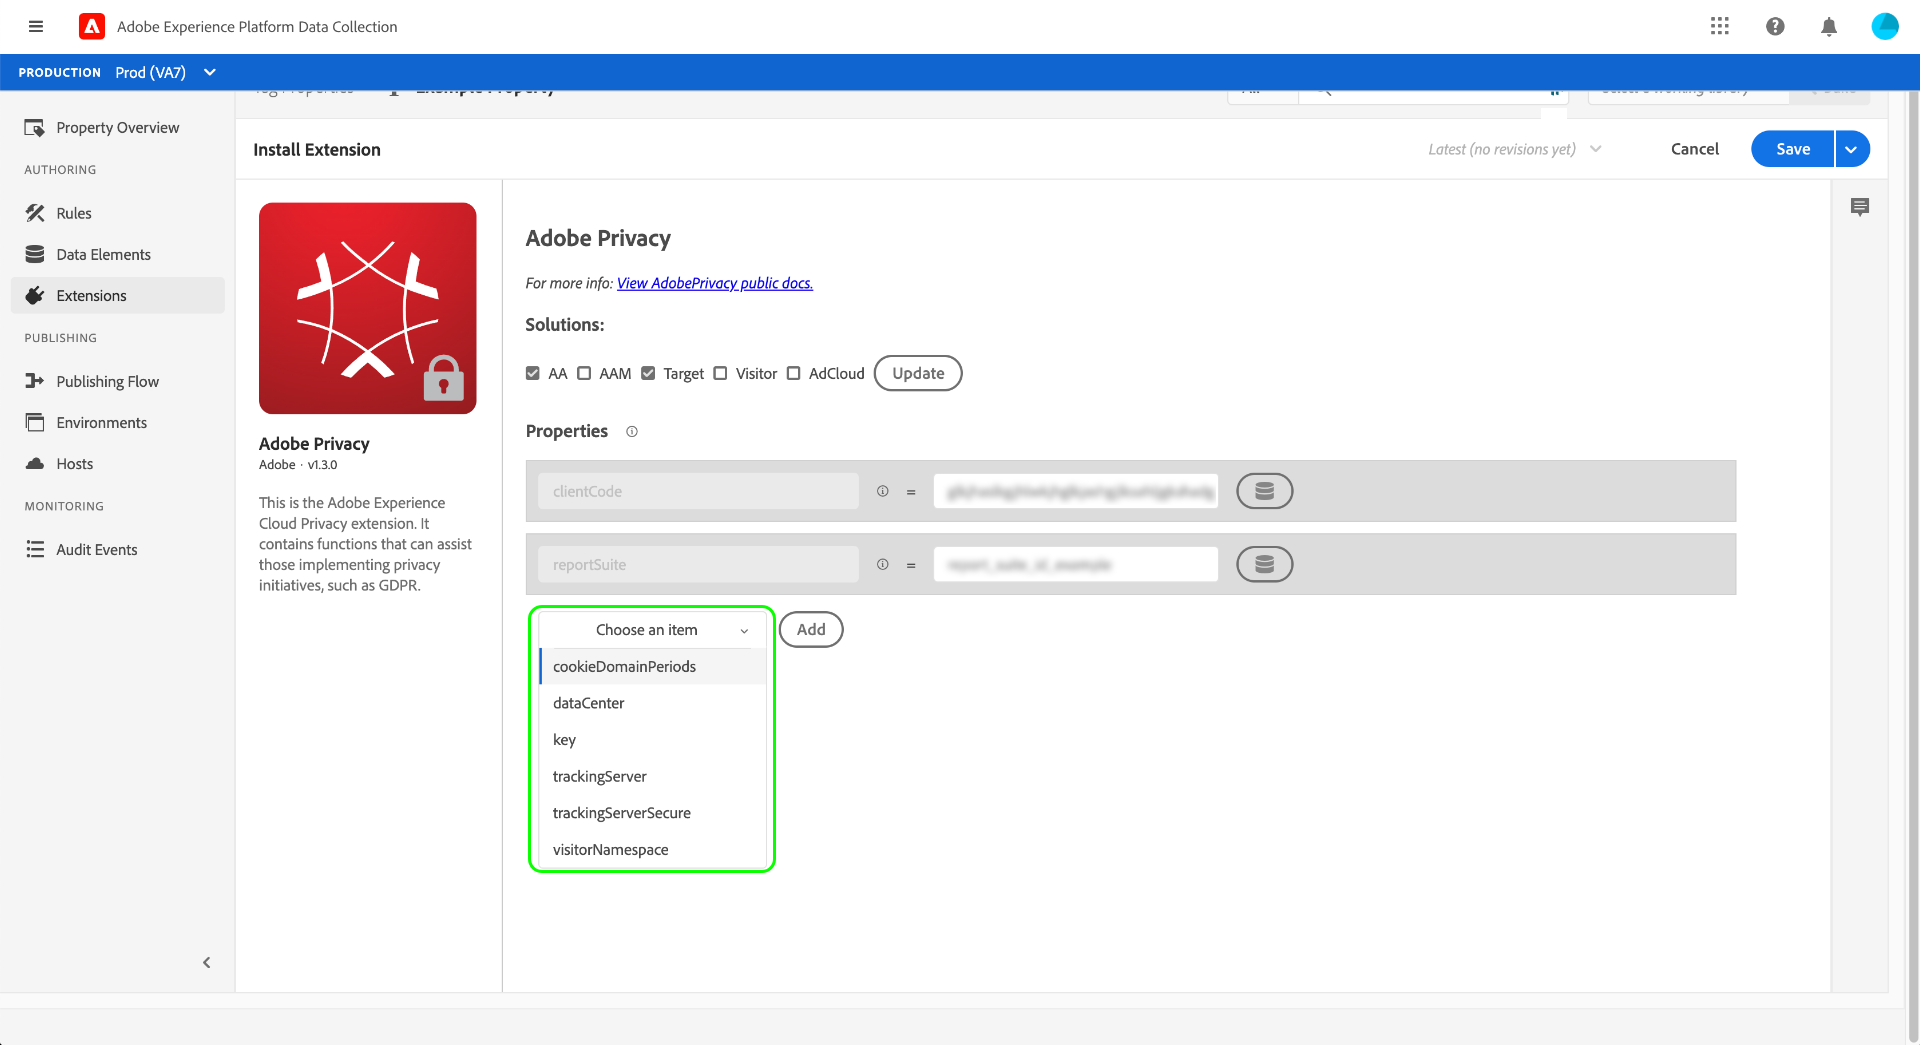 Adobe Experience Platform Data Collection
PRODUCTION Prod (VA7)
Tag Properties Example Property
Property Overview
Install Extension
Latest (no revisions yet)
Cancel
Save
AUTHORING
Rules
Data Elements
Extensions
PUBLISHING
Publishing Flow
Environments
Hosts
MONITORING
Audit Events
Adobe Privacy
Adobe · v1.3.0
This is the Adobe Experience
Cloud Privacy extension. It
contains functions that can assist
those implementing privacy
initiatives, such as GDPR.
Adobe Privacy
For more info: View AdobePrivacy public docs.
Solutions:
AA AAM Target Visitor AdCloud Update
Properties
clientCode =
reportSuite =
Choose an item Add
cookieDomainPeriods
dataCenter
key
trackingServer
trackingServerSecure
visitorNamespace